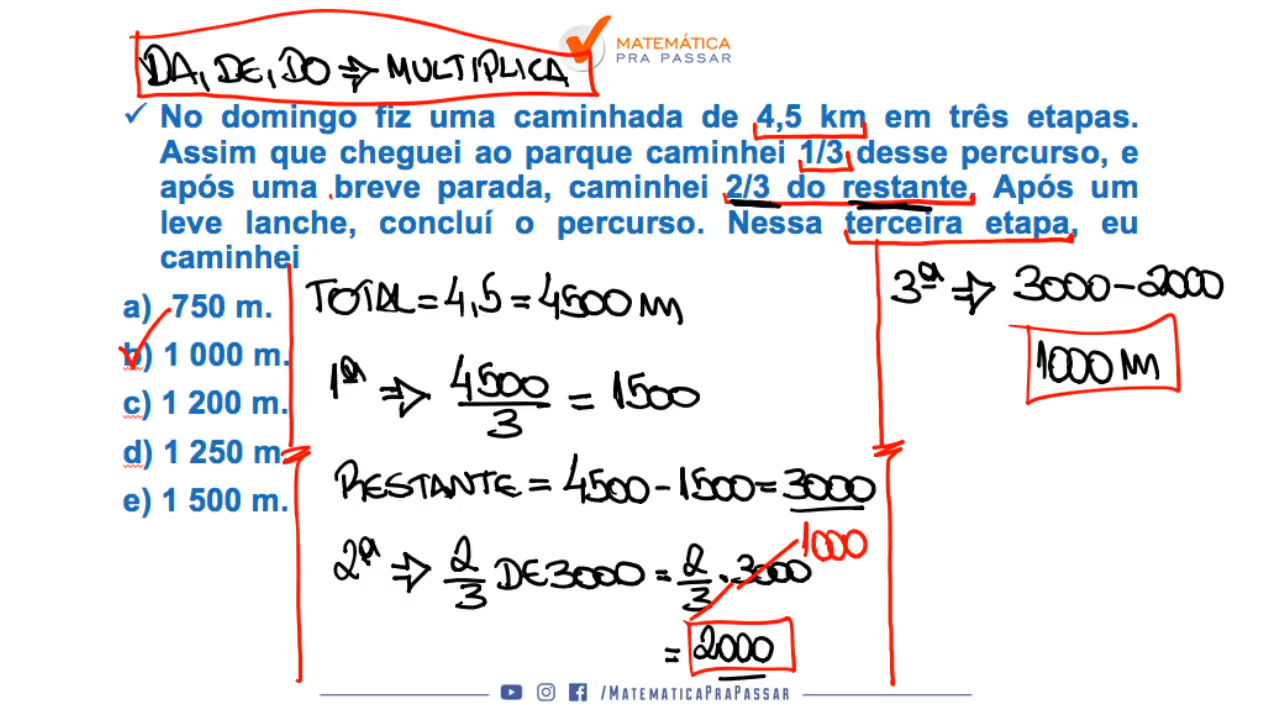 DA, DE, DO ⇒ MULTIPLICA
MATEMÁTICA
PRA PASSAR
✓ No domingo fiz uma caminhada de 4,5 km em três etapas.
Assim que cheguei ao parque caminhei 1/3 desse percurso, e
após uma breve parada, caminhei 2/3 do restante. Após um
leve lanche, concluí o percurso. Nessa terceira etapa, eu
caminhei
a) 750 m.
b) 1 000 m.
c) 1 200 m.
d) 1 250 m.
e) 1 500 m.
TOTAL = 4,5 = 4500 M
1ª ⇒ 4500/3 = 1500
RESTANTE = 4500 - 1500 = 3000
2ª ⇒ 2/3 DE 3000 = 2/3 · 3000
1000
= 2000
3ª ⇒ 3000 - 2000
1000 M
/MATEMATICAPRAPASSAR